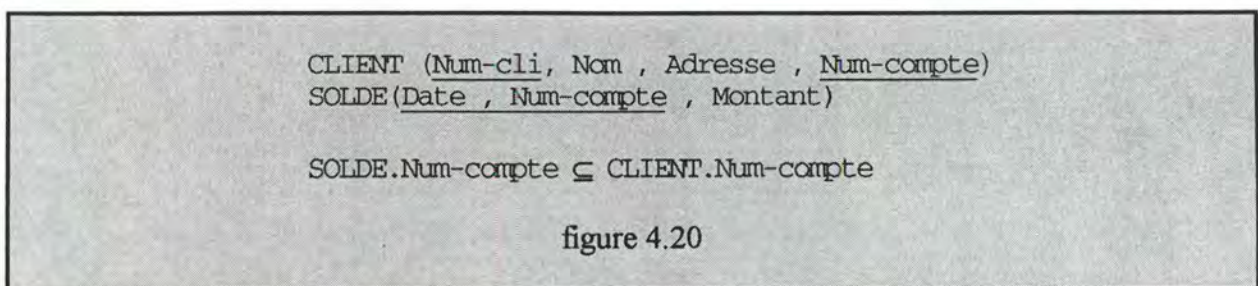 CLIENT (Num-cli, Nom , Adresse , Num-compte)
SOLDE(Date , Num-compte , Montant)
SOLDE.Num-compte ⊆ CLIENT.Num-compte
figure 4.20